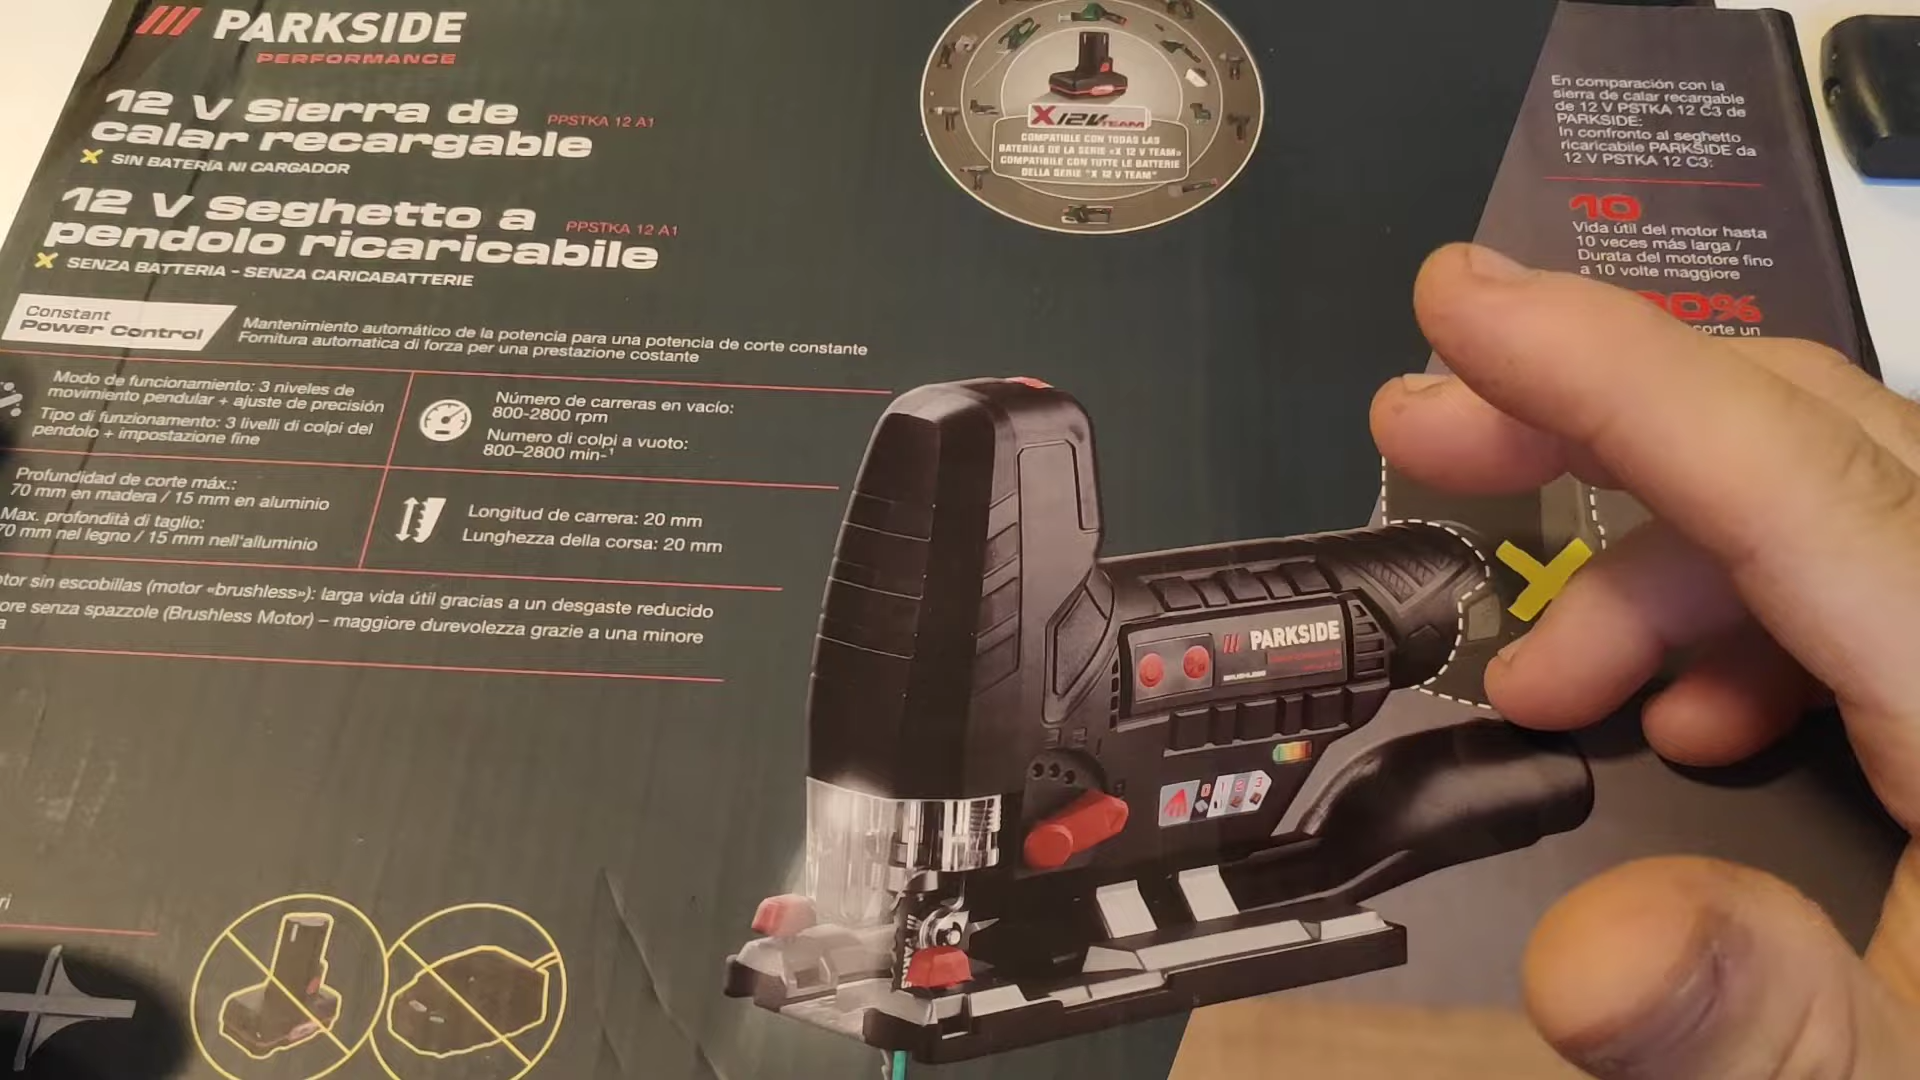 PARKSIDE
PERFORMANCE
12 V Sierra de
calar recargable
PPSTKA 12 A1
SIN BATERÍA NI CARGADOR
12 V Seghetto a
pendolo ricaricabile
PPSTKA 12 A1
SENZA BATTERIA - SENZA CARICABATTERIE
Constant
Power Control
Mantenimiento automático de la potencia para una potencia de corte constante
Fornitura automatica di forza per una prestazione costante
Modo de funcionamiento: 3 niveles de
movimiento pendular + ajuste de precisión
Tipo di funzionamento: 3 livelli di colpi del
pendolo + impostazione fine
Número de carreras en vacío:
800-2800 rpm
Numero di colpi a vuoto:
800–2800 min-¹
Profundidad de corte máx.:
70 mm en madera / 15 mm en aluminio
Max. profondità di taglio:
70 mm nel legno / 15 mm nell'alluminio
Longitud de carrera: 20 mm
Lunghezza della corsa: 20 mm
sin escobillas (motor «brushless»): larga vida útil gracias a un desgaste reducido
senza spazzole (Brushless Motor) – maggiore durevolezza grazie a una minore
X12V TEAM
COMPATIBLE CON TODAS LAS
BATERÍAS DE LA SERIE «X 12 V TEAM»
COMPATIBILE CON TUTTE LE BATTERIE
DELLA SERIE "X 12 V TEAM"
En comparación con la
sierra de calar recargable
de 12 V PSTKA 12 C3 de
PARKSIDE:
In confronto al seghetto
ricaricabile PARKSIDE da
12 V PSTKA 12 C3:
10
Vida útil del motor hasta
10 veces más larga /
Durata del mototore fino
a 10 volte maggiore
corte un
PARKSIDE
BRUSHLESS